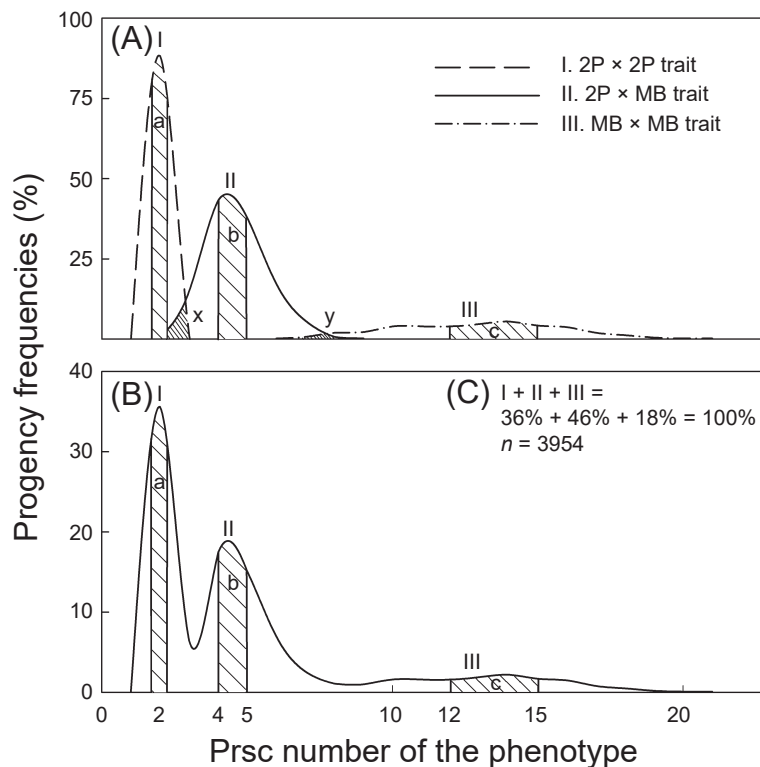 Progency frequencies (%)
100
75
50
25
(A)
I
a
II
b
x
y
III
c
I. 2P × 2P trait
II. 2P × MB trait
III. MB × MB trait
40
30
20
10
0
(B)
I
a
II
b
III
c
(C)
I + II + III =
36% + 46% + 18% = 100%
n = 3954
0 2 4 5 10 12 15 20
Prsc number of the phenotype